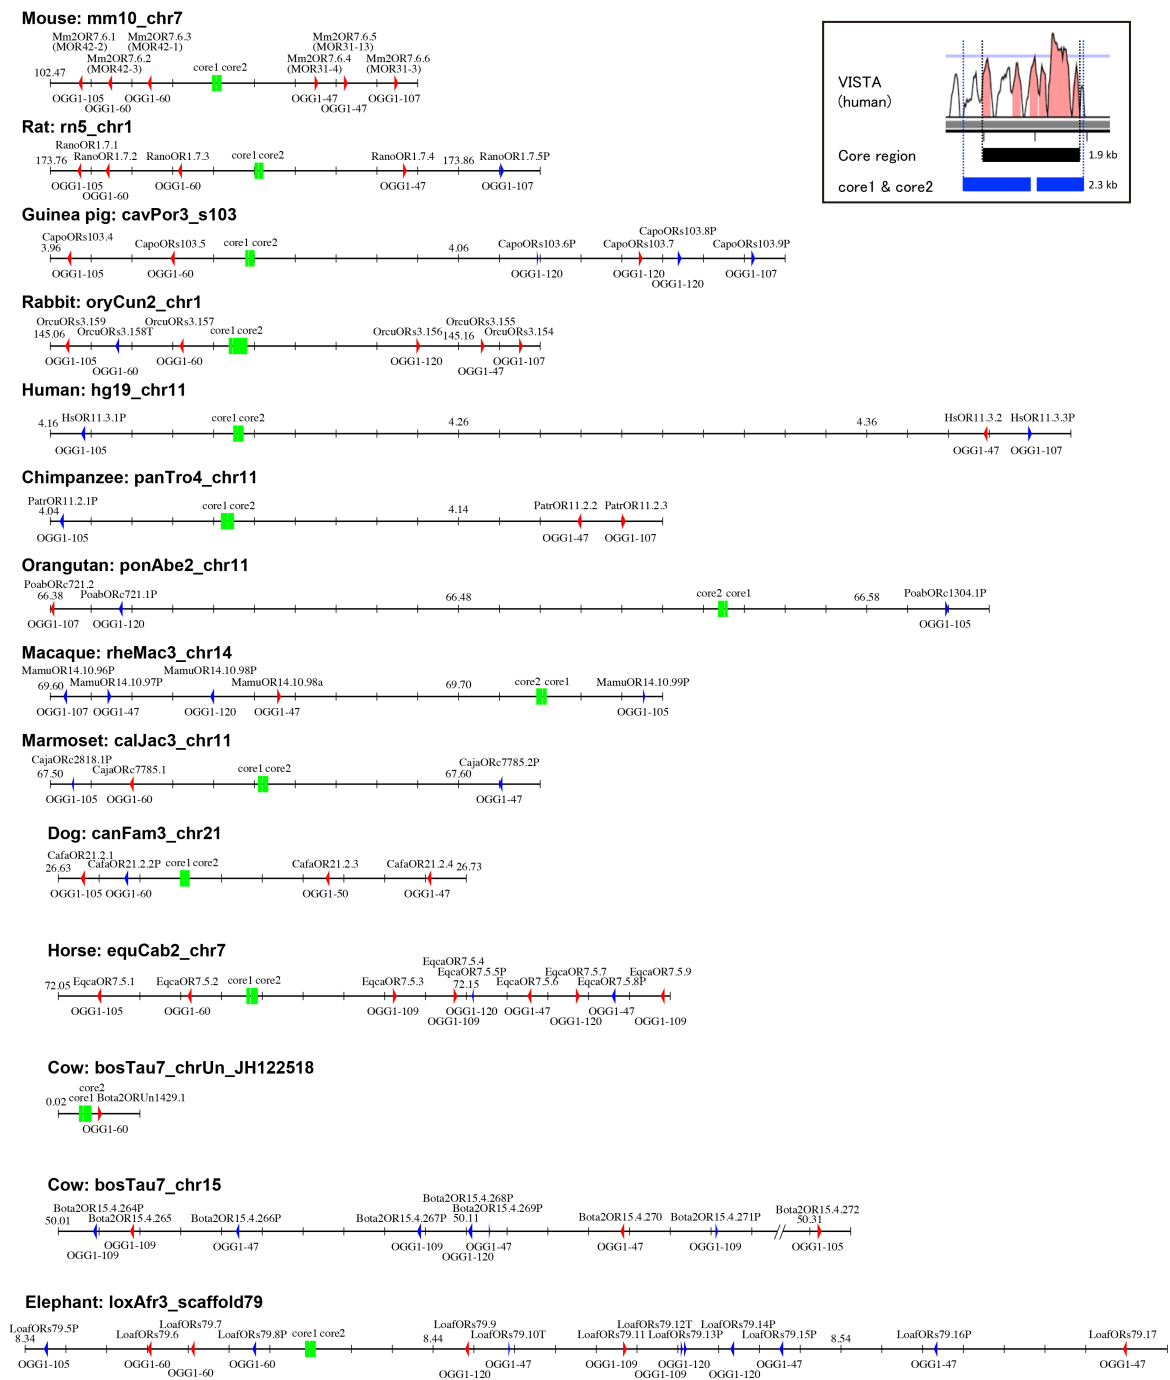 Mouse: mm10_chr7
Mm2OR7.6.1 Mm2OR7.6.3 Mm2OR7.6.5
(MOR42-2) (MOR42-1) (MOR31-13)
Mm2OR7.6.2 Mm2OR7.6.4 Mm2OR7.6.6
102.47 (MOR42-3) core1 core2 (MOR31-4) (MOR31-3)
OGG1-105 OGG1-60 OGG1-47 OGG1-107
OGG1-60 OGG1-47
VISTA
(human)
Core region 1.9 kb
core1 & core2 2.3 kb
Rat: rn5_chr1
RanoOR1.7.1
173.76 RanoOR1.7.2 RanoOR1.7.3 core1 core2 RanoOR1.7.4 173.86 RanoOR1.7.5P
OGG1-105 OGG1-60 OGG1-47 OGG1-107
OGG1-60
Guinea pig: cavPor3_s103
CapoORs103.8P
CapoORs103.4 CapoORs103.5 core1 core2 CapoORs103.6P CapoORs103.7 CapoORs103.9P
3.96 4.06
OGG1-105 OGG1-60 OGG1-120 OGG1-120 OGG1-107
OGG1-120
Rabbit: oryCun2_chr1
OrcuORs3.159 OrcuORs3.157 OrcuORs3.155
145.06 OrcuORs3.158T core1 core2 OrcuORs3.156 145.16 OrcuORs3.154
OGG1-105 OGG1-60 OGG1-120 OGG1-107
OGG1-60 OGG1-47
Human: hg19_chr11
4.16 HsOR11.3.1P core1 core2 4.26 4.36 HsOR11.3.2 HsOR11.3.3P
OGG1-105 OGG1-47 OGG1-107
Chimpanzee: panTro4_chr11
PatrOR11.2.1P
4.04 core1 core2 4.14 PatrOR11.2.2 PatrOR11.2.3
OGG1-105 OGG1-47 OGG1-107
Orangutan: ponAbe2_chr11
PoabORc721.2
66.38 PoabORc721.1P 66.48 core2 core1 66.58 PoabORc1304.1P
OGG1-107 OGG1-120 OGG1-105
Macaque: rheMac3_chr14
MamuOR14.10.96P MamuOR14.10.98P
69.60 MamuOR14.10.97P MamuOR14.10.98a 69.70 core2 core1 MamuOR14.10.99P
OGG1-107 OGG1-47 OGG1-120 OGG1-47 OGG1-105
Marmoset: calJac3_chr11
CajaORc2818.1P
67.50 CajaORc7785.1 core1 core2 67.60 CajaORc7785.2P
OGG1-105 OGG1-60 OGG1-47
Dog: canFam3_chr21
CafaOR21.2.1
26.63 CafaOR21.2.2P core1 core2 CafaOR21.2.3 CafaOR21.2.4 26.73
OGG1-105 OGG1-60 OGG1-50 OGG1-47
Horse: equCab2_chr7
EqcaOR7.5.4
EqcaOR7.5.5P EqcaOR7.5.7 EqcaOR7.5.9
72.05 EqcaOR7.5.1 EqcaOR7.5.2 core1 core2 EqcaOR7.5.3 72.15 EqcaOR7.5.6 EqcaOR7.5.8P
OGG1-105 OGG1-60 OGG1-109 OGG1-120 OGG1-47 OGG1-47
OGG1-109 OGG1-120 OGG1-109
Cow: bosTau7_chrUn_JH122518
core2
0.02 core1 Bota2ORUn1429.1
OGG1-60
Cow: bosTau7_chr15
Bota2OR15.4.268P
Bota2OR15.4.264P Bota2OR15.4.269P Bota2OR15.4.272
50.01 Bota2OR15.4.265 Bota2OR15.4.266P Bota2OR15.4.267P 50.11 Bota2OR15.4.270 Bota2OR15.4.271P 50.31
OGG1-109 OGG1-47 OGG1-109 OGG1-47 OGG1-47 OGG1-109 OGG1-105
OGG1-109 OGG1-120
Elephant: loxAfr3_scaffold79
LoafORs79.5P LoafORs79.7 LoafORs79.9 LoafORs79.12T LoafORs79.14P
8.34 LoafORs79.6 LoafORs79.8P core1 core2 8.44 LoafORs79.10T LoafORs79.11 LoafORs79.13P LoafORs79.15P 8.54 LoafORs79.16P LoafORs79.17
OGG1-105 OGG1-60 OGG1-60 OGG1-47 OGG1-109 OGG1-120 OGG1-47 OGG1-47 OGG1-47
OGG1-60 OGG1-120 OGG1-109 OGG1-120